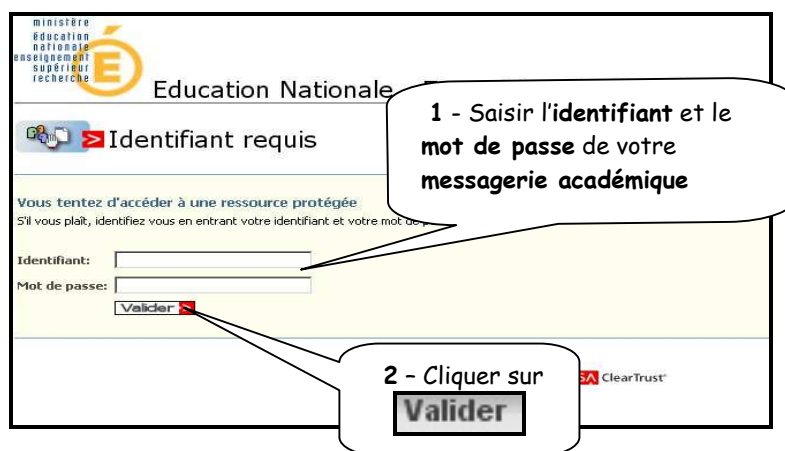 ministère
éducation
nationale
enseignement
supérieur
recherche
É
Education Nationale
1 - Saisir l'identifiant et le
mot de passe de votre
messagerie académique
Identifiant requis
Vous tentez d'accéder à une ressource protégée
S'il vous plaît, identifiez vous en entrant votre identifiant et votre mot de
Identifiant:
Mot de passe:
Valider
2 - Cliquer sur
Valider
SA ClearTrust